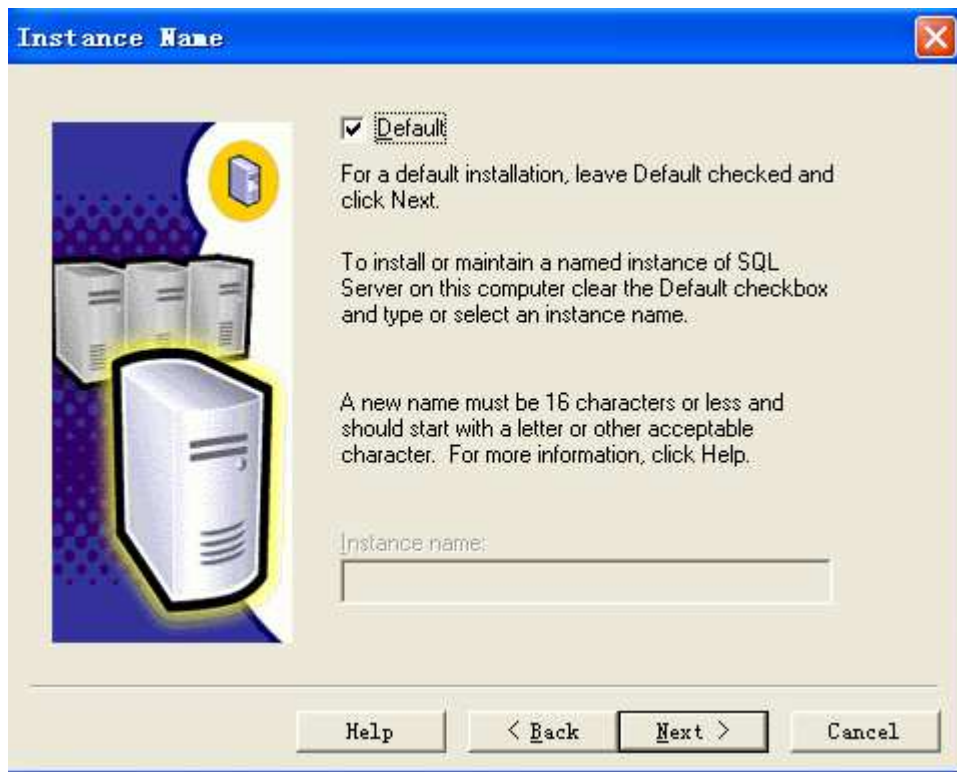 Instance Name
Default
For a default installation, leave Default checked and
click Next.
To install or maintain a named instance of SQL
Server on this computer clear the Default checkbox
and type or select an instance name.
A new name must be 16 characters or less and
should start with a letter or other acceptable
character.  For more information, click Help.
Instance name:
Help
< Back
Next >
Cancel